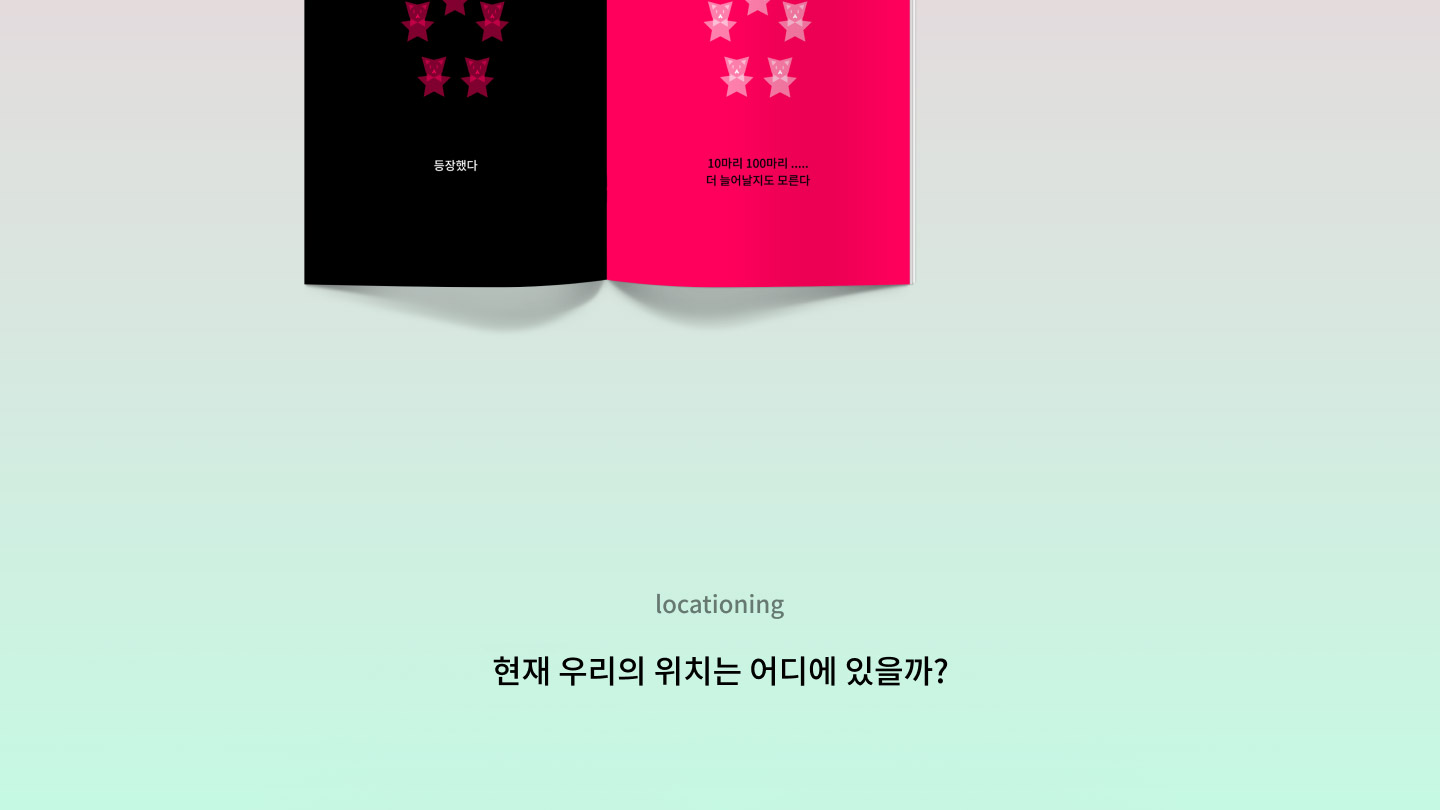 등장했다
10마리 100마리 .....
더 늘어날지도 모른다
locationing
현재 우리의 위치는 어디에 있을까?